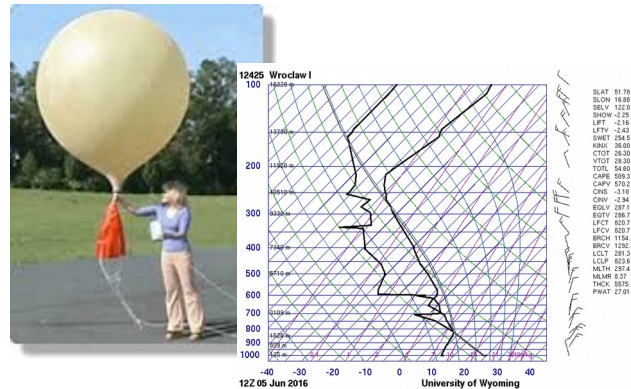 12425 Wroclaw I
100
16320 m
13730 m
200
300
9330 m
400
500
5710 m
600
700
3109 m
800
900
1000
-40 -30 -20 -10 0 10 20 30 40
12Z 05 Jun 2016 University of Wyoming
SLAT 51.78
SLON 16.88
SELV 122.0
SHOW -2.25
LIFT -2.16
LFTV -2.43
SWET 254.5
KINX 36.00
CTOT 26.30
VTOT 28.30
TOTL 54.60
CAPE 509.3
CAPV 570.2
CINS -3.10
CINV -2.94
EQLV 287.1
EQTV 286.7
LFCT 820.7
LFCV 820.7
BRCH 1154.
BRCV 1292.
LCLT 281.3
LCLP 823.6
MLTH 297.4
MLMR 8.37
THCK 5575.
PWAT 27.01